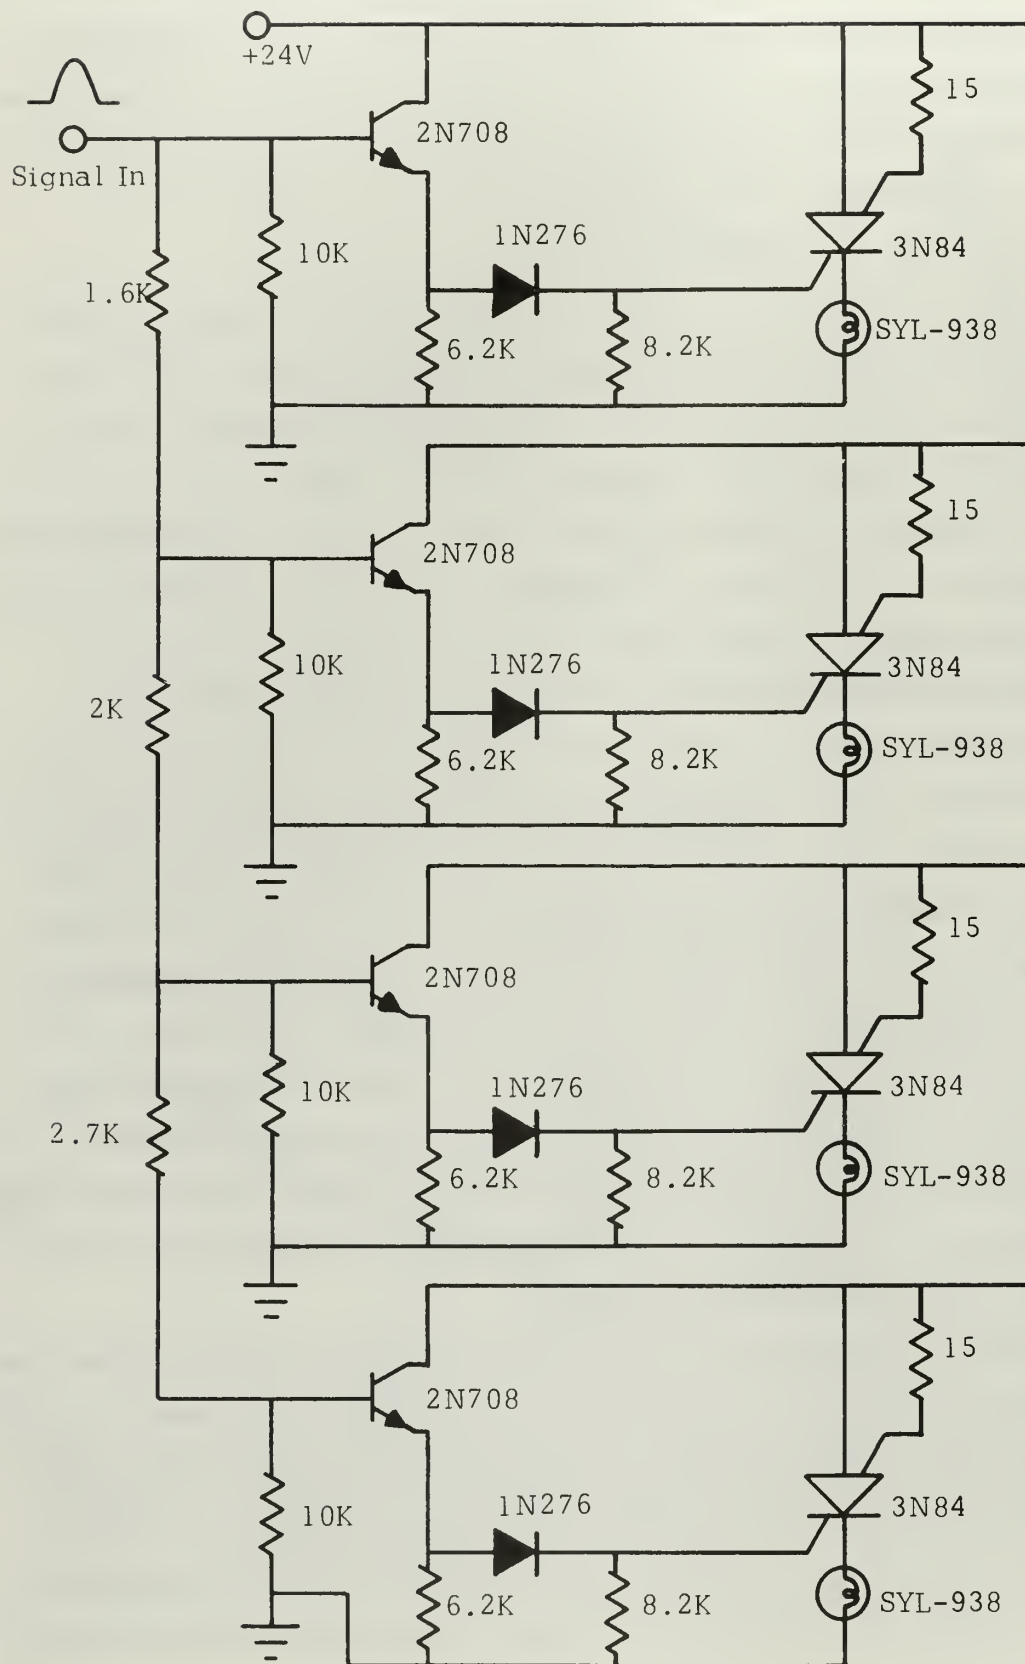 +24V
15
2N708
Signal In
1N276
3N84
10K
1.6K
SYL-938
6.2K
8.2K
15
2N708
1N276
3N84
10K
2K
SYL-938
6.2K
8.2K
15
2N708
1N276
3N84
10K
2.7K
SYL-938
6.2K
8.2K
15
2N708
1N276
3N84
10K
SYL-938
6.2K
8.2K